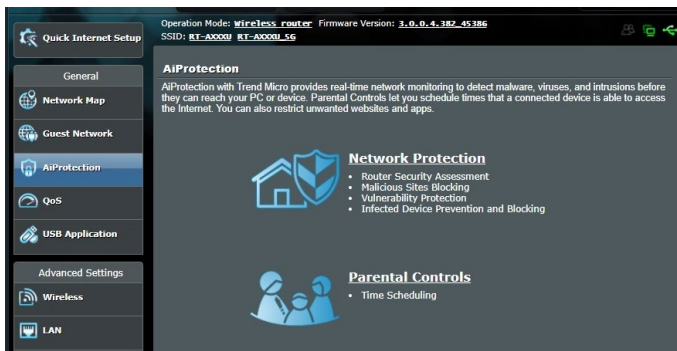 Operation Mode: Wireless router Firmware Version: 3.0.0.4.382_45386
SSID: RT-AXXXU RT-AXXXU_5G
Quick Internet Setup
General
Network Map
Guest Network
AiProtection
QoS
USB Application
Advanced Settings
Wireless
LAN
AiProtection
AiProtection with Trend Micro provides real-time network monitoring to detect malware, viruses, and intrusions before
they can reach your PC or device. Parental Controls let you schedule times that a connected device is able to access
the Internet. You can also restrict unwanted websites and apps.
Network Protection
• Router Security Assessment
• Malicious Sites Blocking
• Vulnerability Protection
• Infected Device Prevention and Blocking
Parental Controls
• Time Scheduling